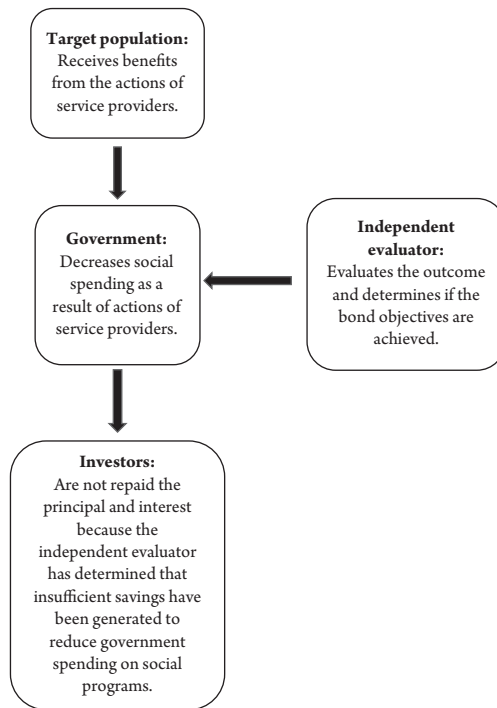 Target population:
Receives benefits
from the actions of
service providers.
Government:
Decreases social
spending as a
result of actions of
service providers.
Independent
evaluator:
Evaluates the outcome
and determines if the
bond objectives are
achieved.
Investors:
Are not repaid the
principal and interest
because the
independent evaluator
has determined that
insufficient savings have
been generated to
reduce government
spending on social
programs.